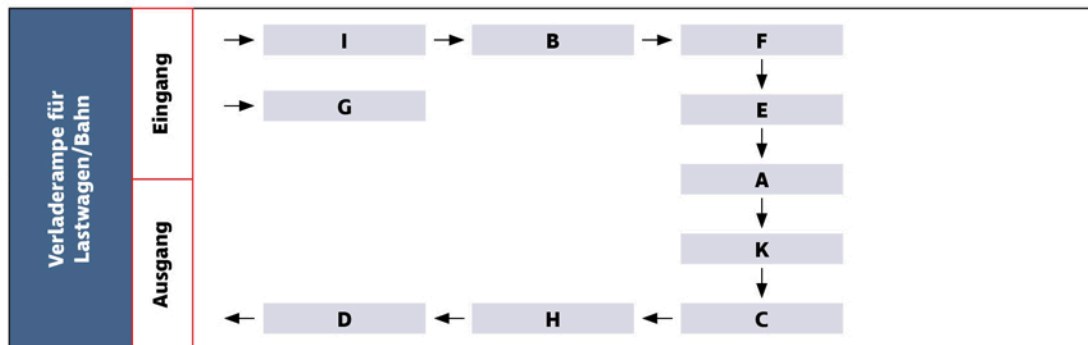 Verladerampe für
Lastwagen/Bahn
Eingang
Ausgang
I
B
F
G
E
A
K
D
H
C